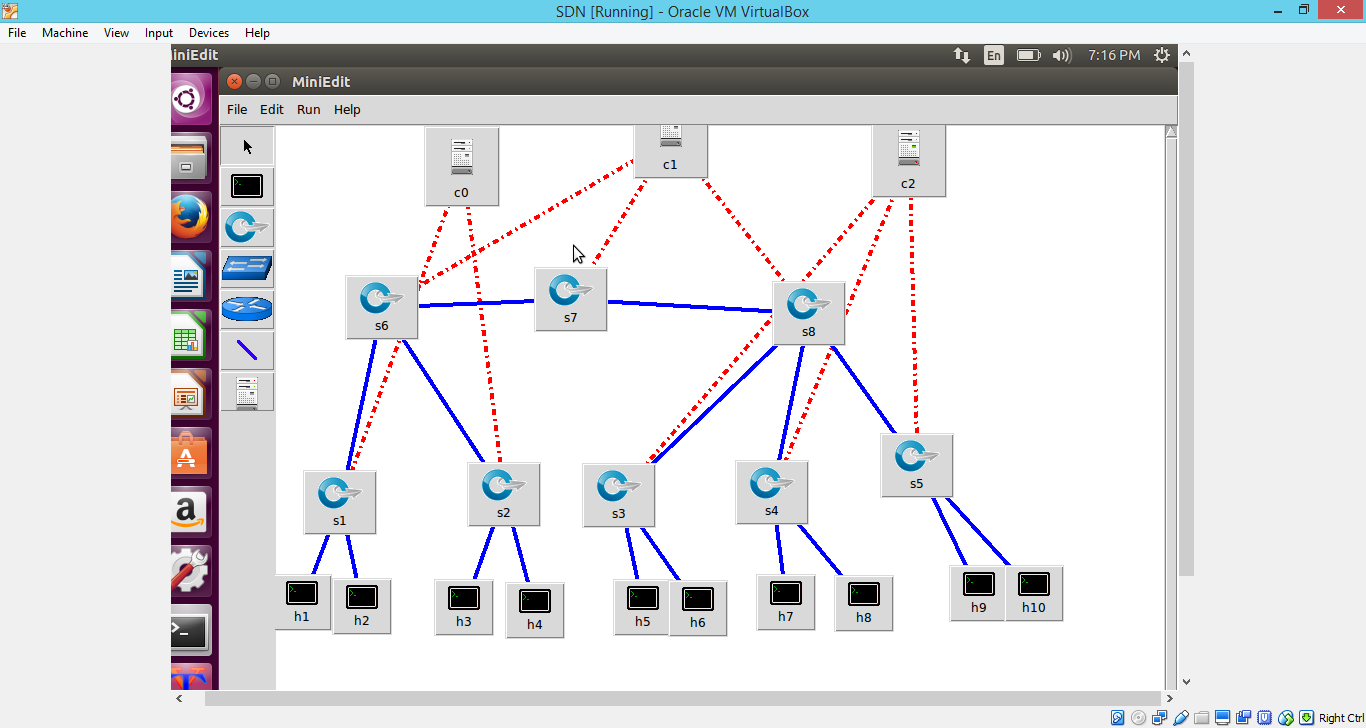 SDN [Running] - Oracle VM VirtualBox
File Machine View Input Devices Help
iniEdit En 7:16 PM
MiniEdit
File Edit Run Help
c0 c1 c2
s6 s7 s8
s1 s2 s3 s4 s5
h1 h2 h3 h4 h5 h6 h7 h8 h9 h10
Right Ctrl